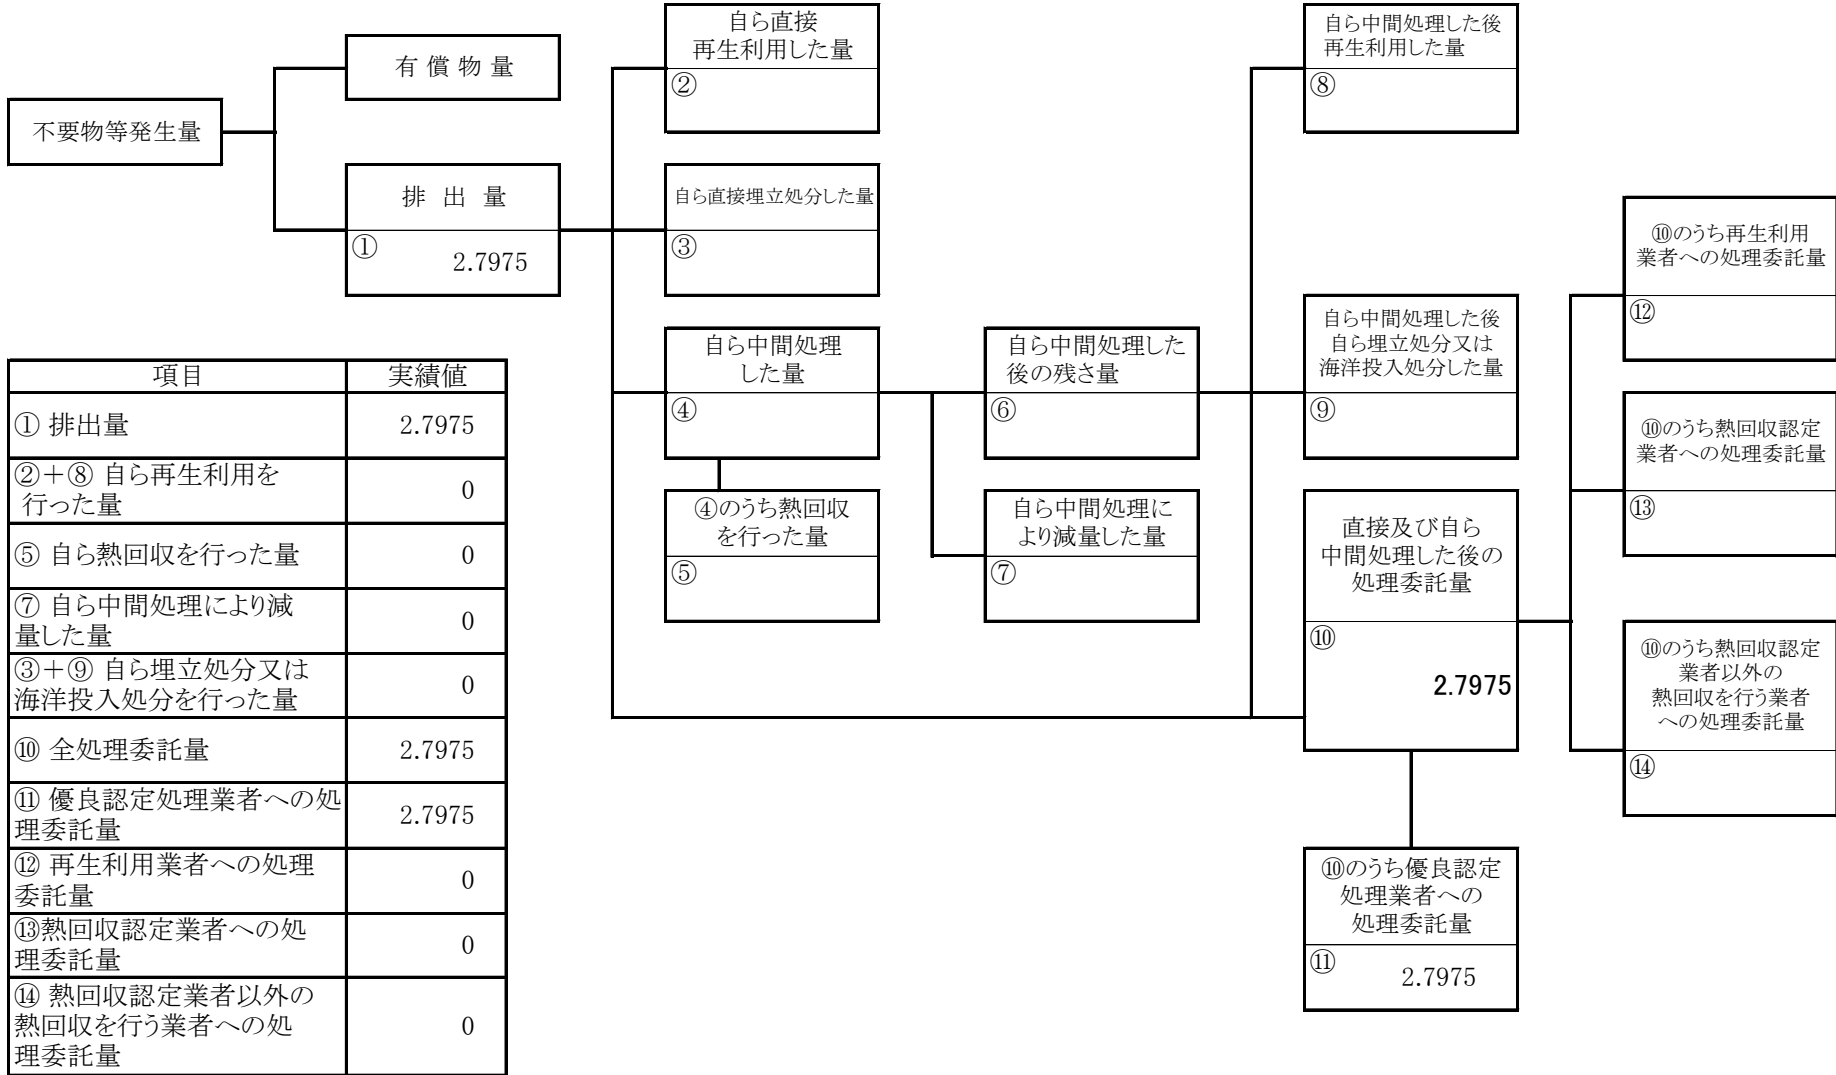 自ら直接
再生利用した量
②
自ら中間処理した後
再生利用した量
⑧
有 償 物 量
不要物等発生量
排 出 量
① 2.7975
自ら直接埋立処分した量
③
⑩のうち再生利用
業者への処理委託量
⑫
自ら中間処理
した量
④
自ら中間処理した
後の残さ量
⑥
自ら中間処理した後
自ら埋立処分又は
海洋投入処分した量
⑨
⑩のうち熱回収認定
業者への処理委託量
⑬
④のうち熱回収
を行った量
⑤
自ら中間処理に
より減量した量
⑦
直接及び自ら
中間処理した後の
処理委託量
⑩
2.7975
⑩のうち熱回収認定
業者以外の
熱回収を行う業者
への処理委託量
⑭
⑩のうち優良認定
処理業者への
処理委託量
⑪ 2.7975
項目 実績値
① 排出量 2.7975
②＋⑧ 自ら再生利用を
行った量 0
⑤ 自ら熱回収を行った量 0
⑦ 自ら中間処理により減
量した量 0
③＋⑨ 自ら埋立処分又は
海洋投入処分を行った量 0
⑩ 全処理委託量 2.7975
⑪ 優良認定処理業者への処
理委託量 2.7975
⑫ 再生利用業者への処理
委託量 0
⑬熱回収認定業者への処
理委託量 0
⑭ 熱回収認定業者以外の
熱回収を行う業者への処
理委託量 0